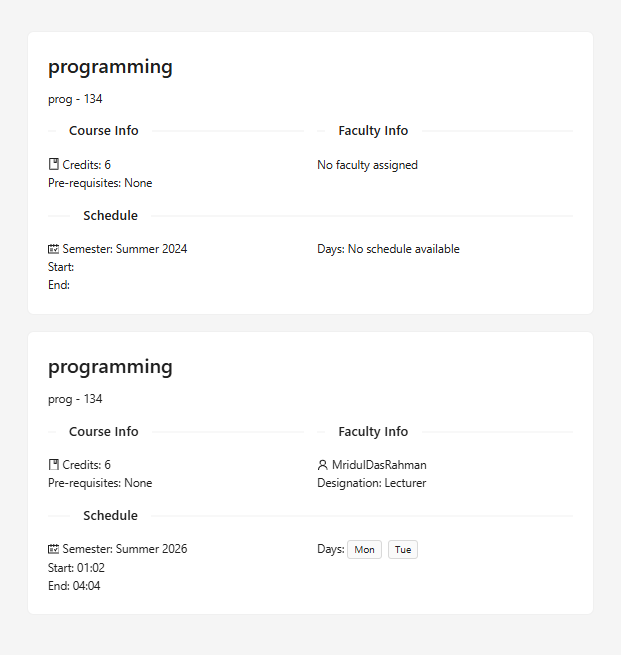 programming
prog - 134
Course Info
Credits: 6
Pre-requisites: None
Faculty Info
No faculty assigned
Schedule
Semester: Summer 2024
Start:
End:
Days: No schedule available
programming
prog - 134
Course Info
Credits: 6
Pre-requisites: None
Faculty Info
MridulDasRahman
Designation: Lecturer
Schedule
Semester: Summer 2026
Start: 01:02
End: 04:04
Days: Mon Tue